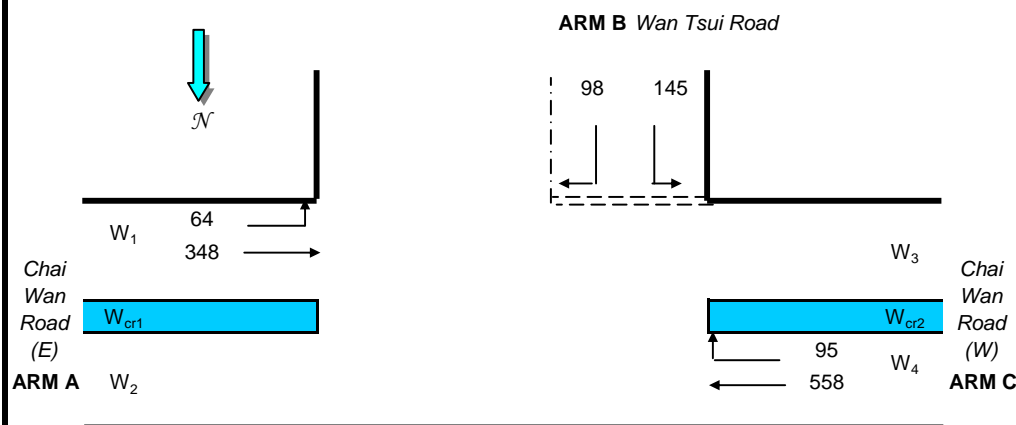 ARM B Wan Tsui Road
N
98 145
64
W1
348
W3
Chai
Wan
Road
(E)
ARM A
Wcr1
W2
Wcr2
95
W4
558
Chai
Wan
Road
(W)
ARM C